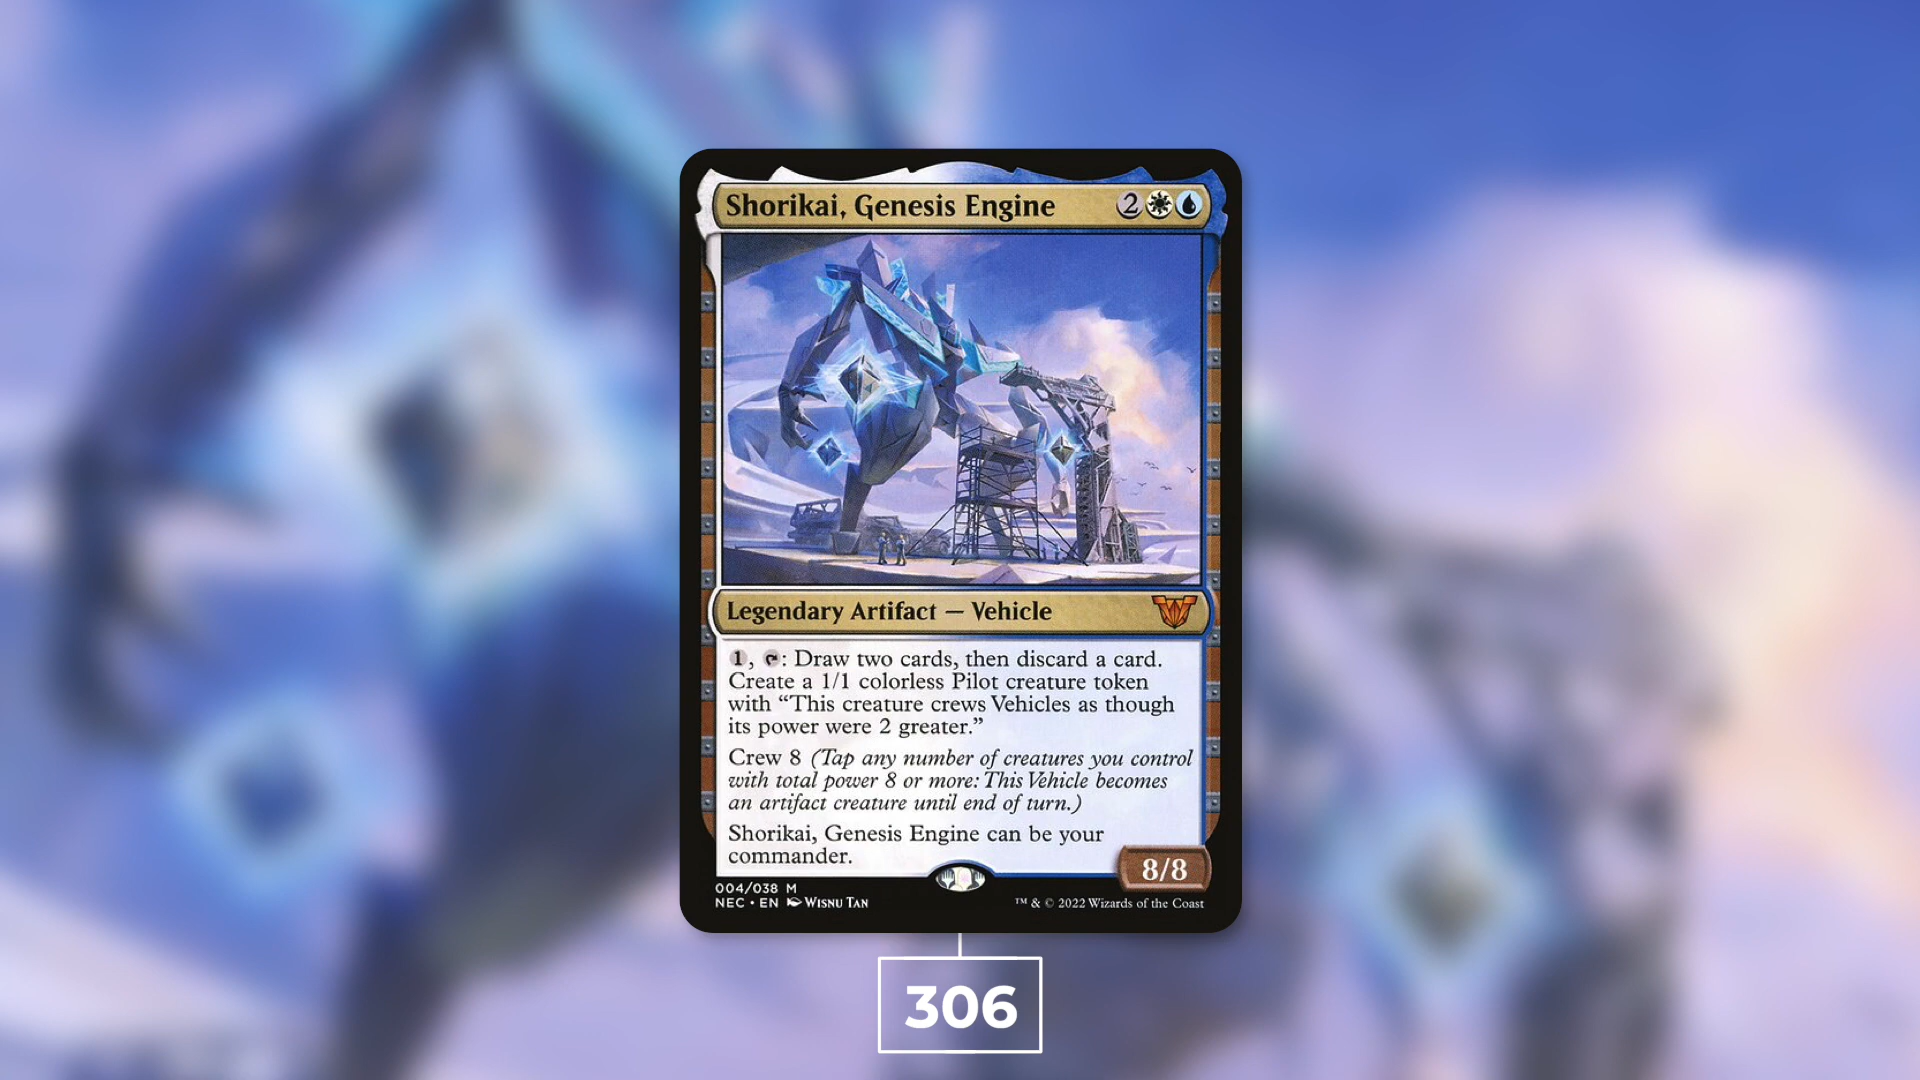 Shorikai, Genesis Engine 2
Legendary Artifact — Vehicle
1, : Draw two cards, then discard a card.
Create a 1/1 colorless Pilot creature token
with “This creature crews Vehicles as though
its power were 2 greater.”
Crew 8 (Tap any number of creatures you control
with total power 8 or more: This Vehicle becomes
an artifact creature until end of turn.)
Shorikai, Genesis Engine can be your
commander.
8/8
004/038 M
NEC • EN Wisnu Tan
™ & © 2022 Wizards of the Coast
306